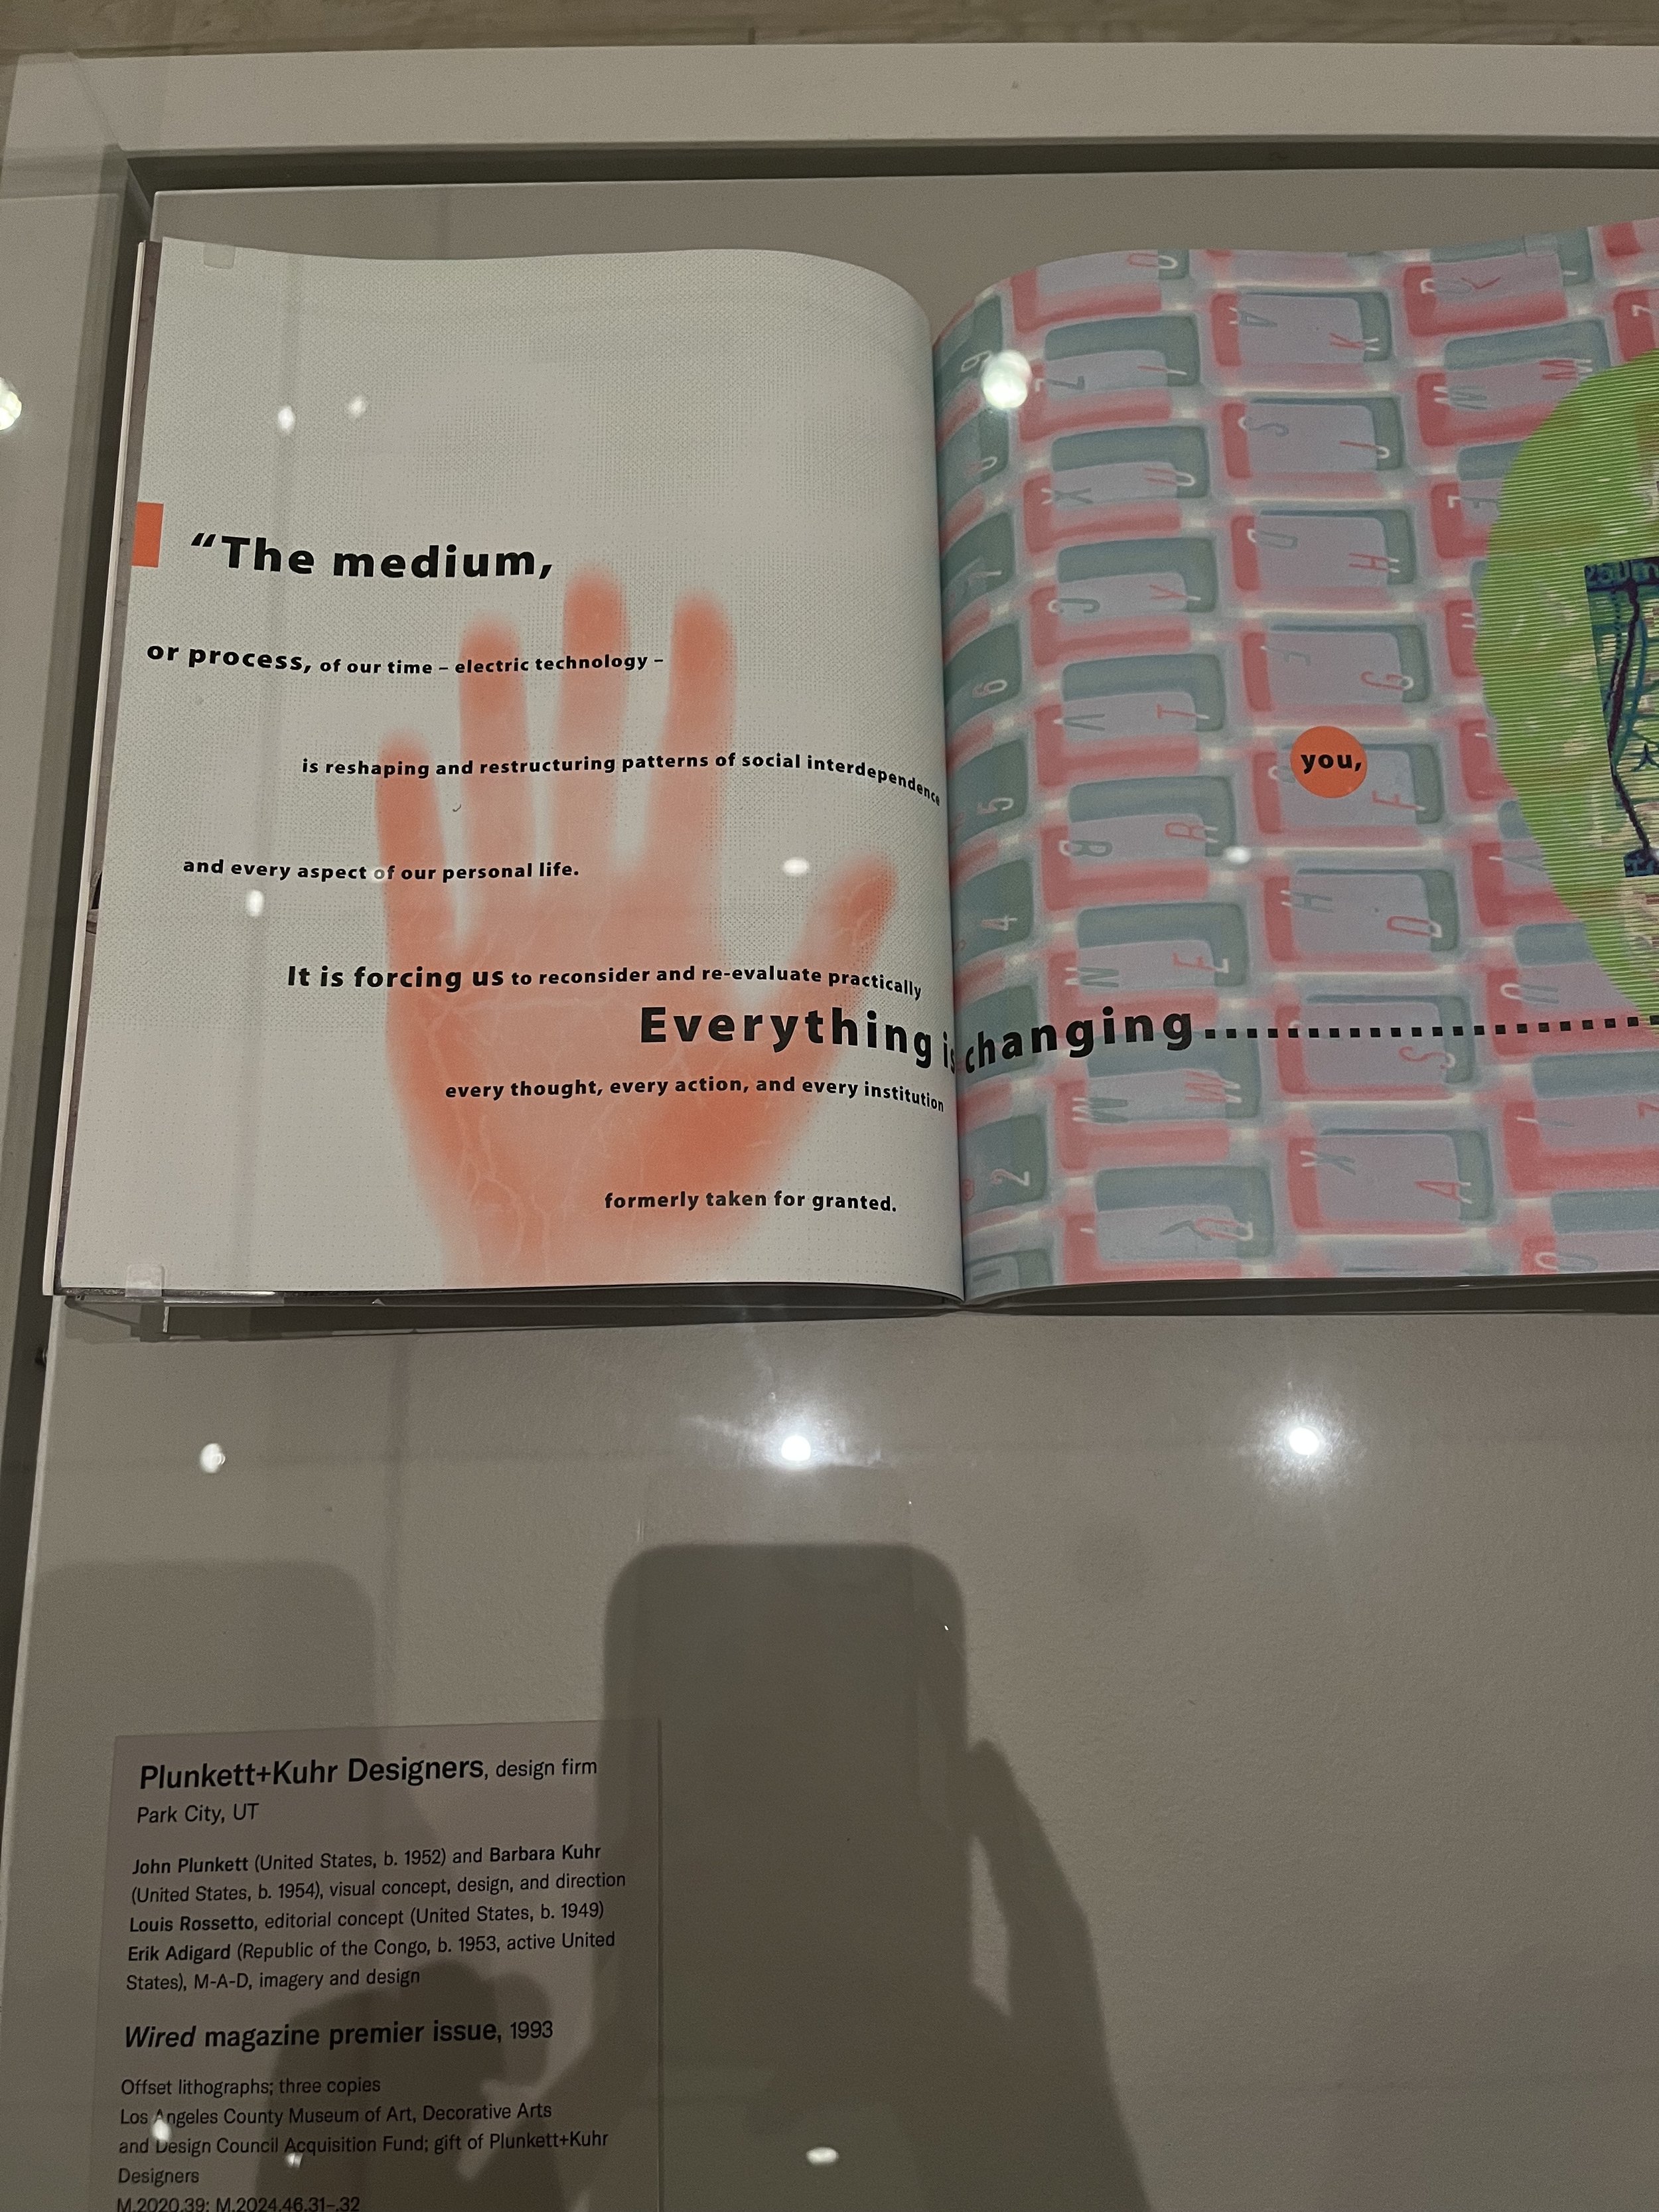 “The medium,
or process, of our time – electric technology –
is reshaping and restructuring patterns of social interdependence
and every aspect of our personal life.
It is forcing us to reconsider and re-evaluate practically
Everything is changing
every thought, every action, and every institution
formerly taken for granted.
you,
Plunkett+Kuhr Designers, design firm
Park City, UT
John Plunkett (United States, b. 1952) and Barbara Kuhr
(United States, b. 1954), visual concept, design, and direction
Louis Rossetto, editorial concept (United States, b. 1949)
Erik Adigard (Republic of the Congo, b. 1953, active United
States), M-A-D, imagery and design
Wired magazine premier issue, 1993
Offset lithographs; three copies
Los Angeles County Museum of Art, Decorative Arts
and Design Council Acquisition Fund; gift of Plunkett+Kuhr
Designers
M.2020.39; M.2024.46.31–.32